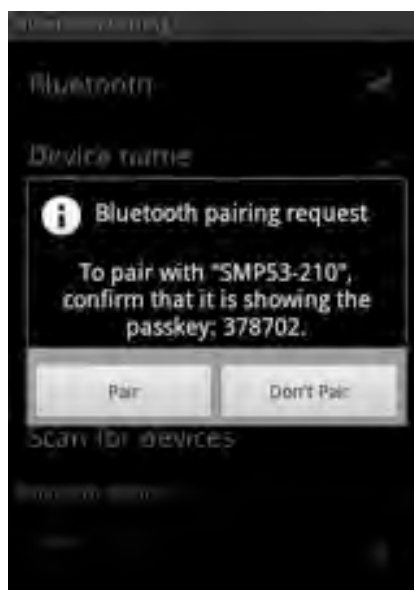 Bluetooth
Device name
Bluetooth pairing request
To pair with "SMP53-210",
confirm that it is showing the
passkey: 378702.
Pair
Don't Pair
Scan for devices